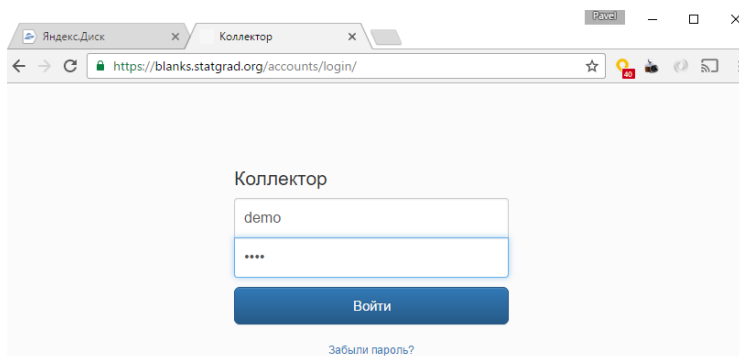 Pavel
Яндекс.Диск
Коллектор
https://blanks.statgrad.org/accounts/login/
40
Коллектор
demo
••••
Войти
Забыли пароль?